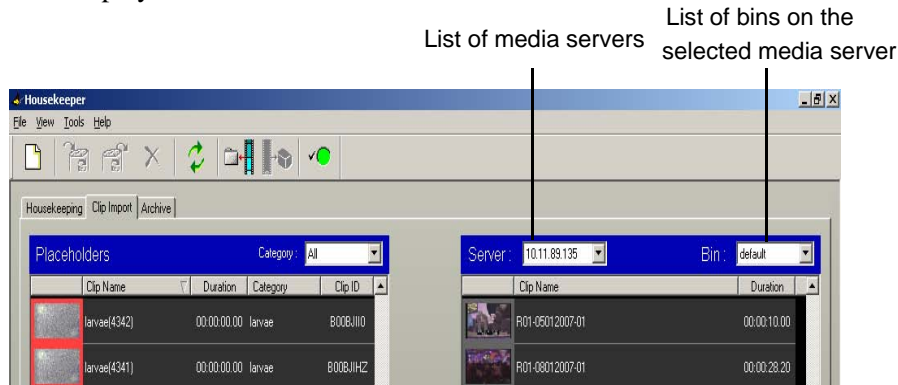 List of media servers
List of bins on the
selected media server
Housekeeper
File View Tools Help
Housekeeping Clip Import Archive
Placeholders Category: All
Clip Name Duration Category Clip ID
larvae(4342) 00:00:00.00 larvae B00BJII0
larvae(4341) 00:00:00.00 larvae B00BJIHZ
Server: 10.11.89.135 Bin: default
Clip Name Duration
R01-05012007-01 00:00:10.00
R01-08012007-01 00:00:28.20